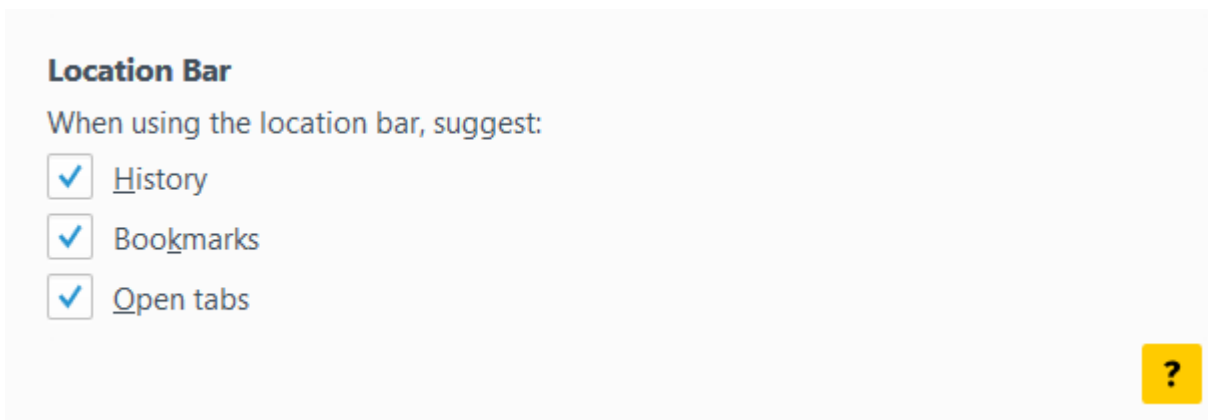 Location Bar
When using the location bar, suggest:
History
Bookmarks
Open tabs
?